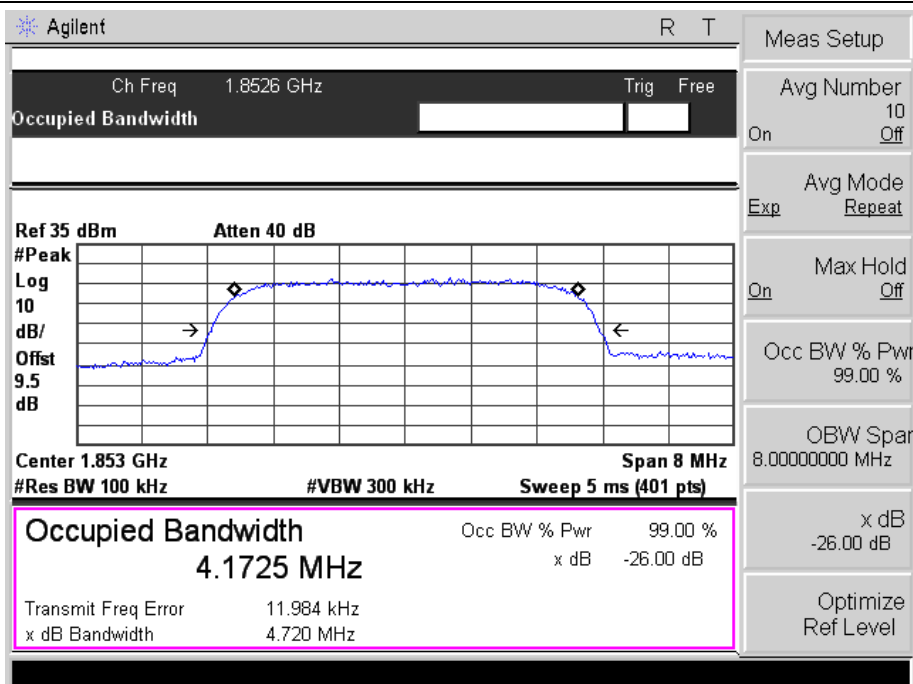 Agilent R T
Ch Freq 1.8526 GHz Trig Free
Occupied Bandwidth
Ref 35 dBm Atten 40 dB
#Peak
Log
10
dB/
Offst
9.5
dB
Center 1.853 GHz Span 8 MHz
#Res BW 100 kHz #VBW 300 kHz Sweep 5 ms (401 pts)
Occupied Bandwidth
4.1725 MHz
Occ BW % Pwr 99.00 %
x dB -26.00 dB
Transmit Freq Error 11.984 kHz
x dB Bandwidth 4.720 MHz
Meas Setup
Avg Number
10
On Off
Avg Mode
Exp Repeat
Max Hold
On Off
Occ BW % Pwr
99.00 %
OBW Span
8.00000000 MHz
x dB
-26.00 dB
Optimize
Ref Level